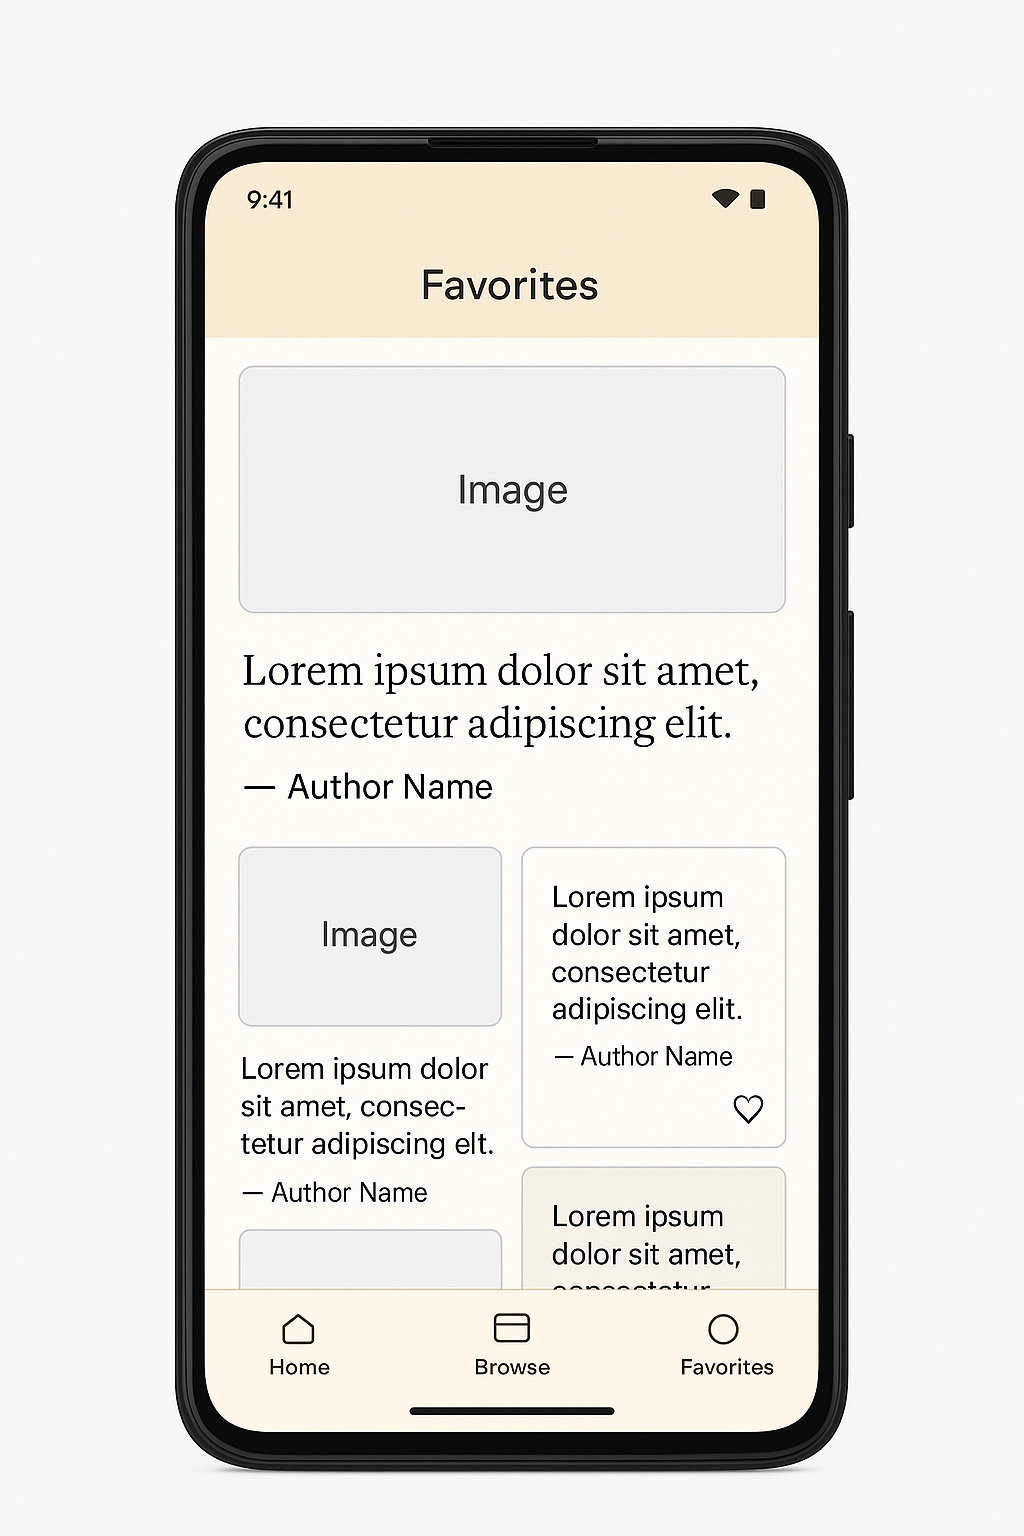 9:41
Favorites
Image
Lorem ipsum dolor sit amet,
consectetur adipiscing elit.
— Author Name
Image
Lorem ipsum dolor
sit amet, consec-
tetur adipiscing elt.
— Author Name
Lorem ipsum
dolor sit amet,
consectetur
adipiscing elit.
— Author Name
Lorem ipsum
dolor sit amet,
consectetur
Home
Browse
Favorites